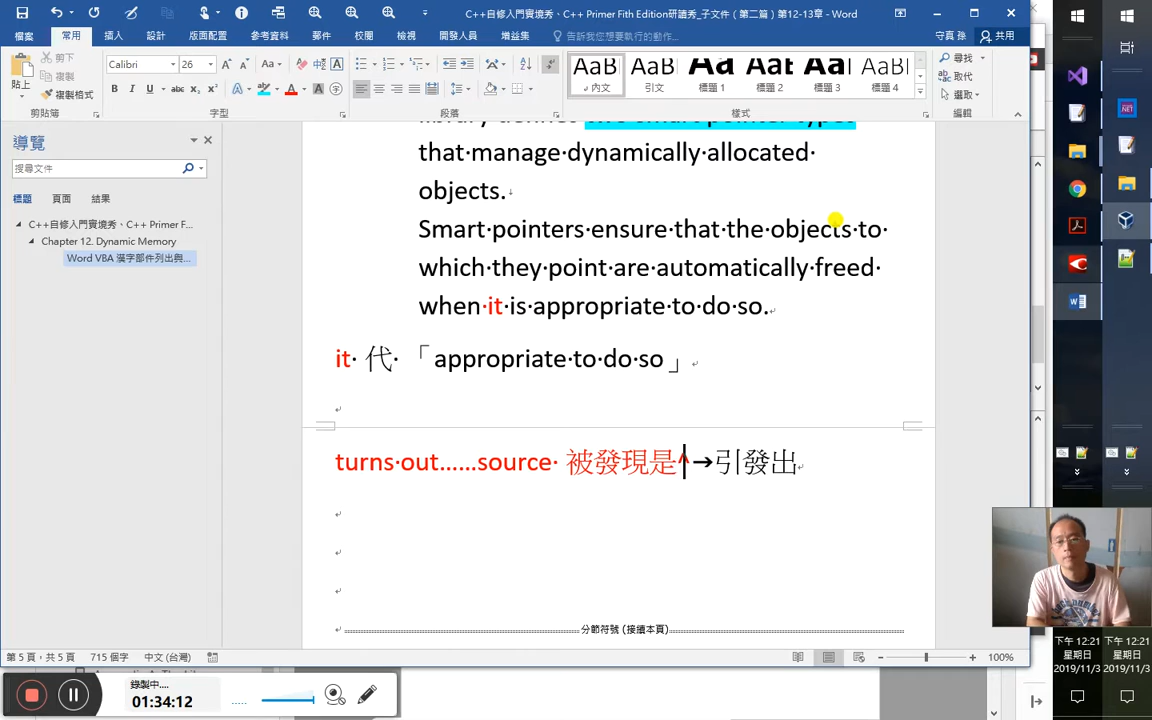 C++自修入門實境秀、C++ Primer Fith Edition研讀秀_子文件（第二篇）第12-13章 - Word
檔案 常用 插入 設計 版面配置 參考資料 郵件 校閱 檢視 開發人員 增益集 告訴我您想要執行的動作... 守真 孫 共用
貼上 剪下 複製 複製格式 Calibri 26 尋找 取代 選取
AaB AaB Aa AaE AaI AaBl
內文 引文 標題 1 標題 2 標題 3 標題 4
剪貼簿 字型 段落 樣式 編輯
導覽
搜尋文件
標題 頁面 結果
C++自修入門實境秀、C++ Primer F...
Chapter 12. Dynamic Memory
Word VBA 漢字部件列出與...
library defines two smart pointer types
that manage dynamically allocated
objects.
Smart pointers ensure that the objects to
which they point are automatically freed
when it is appropriate to do so.
it 代 「appropriate to do so」
turns out……source 被發現是^→引發出
分節符號 (接續本頁)
第 5 頁，共 5 頁 715 個字 中文 (台灣) 100%
錄製中....
01:34:12
下午 12:21
星期日
2019/11/3
下午 12:21
星期日
2019/11/3